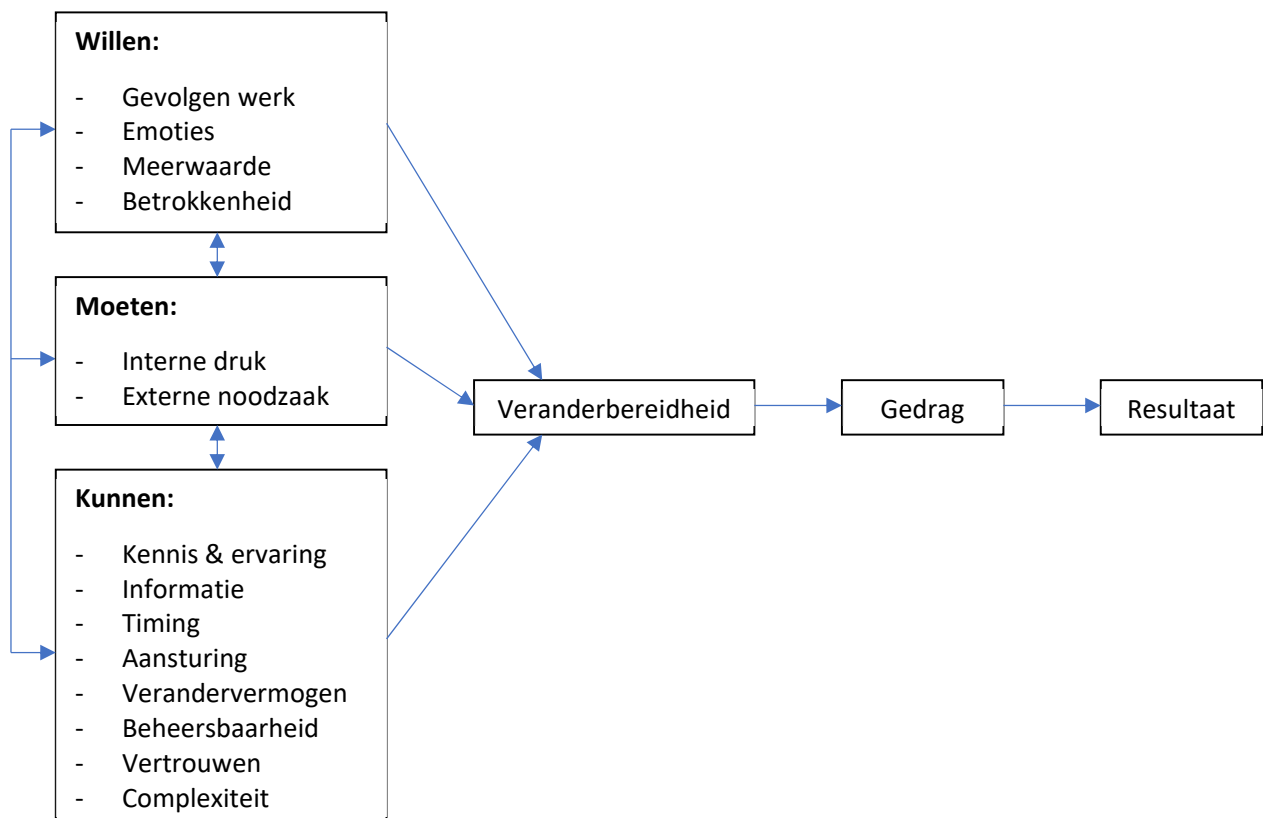 Willen:
- Gevolgen werk
- Emoties
- Meerwaarde
- Betrokkenheid
Moeten:
- Interne druk
- Externe noodzaak
Kunnen:
- Kennis & ervaring
- Informatie
- Timing
- Aansturing
- Verandervermogen
- Beheersbaarheid
- Vertrouwen
- Complexiteit
Veranderbereidheid
Gedrag
Resultaat